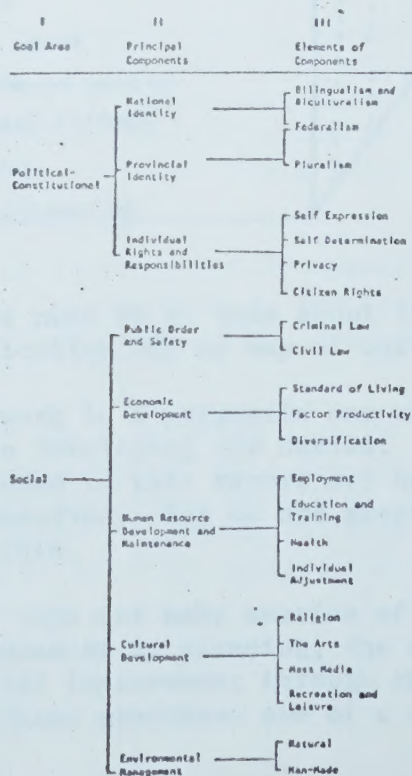 I II III
Goal Area Principal Components Elements of Components
Political-Constitutional
National Identity
Bilingualism and Biculturalism
Federalism
Provincial Identity
Pluralism
Individual Rights and Responsibilities
Self Expression
Self Determination
Privacy
Citizen Rights
Social
Public Order and Safety
Criminal Law
Civil Law
Economic Development
Standard of Living
Factor Productivity
Diversification
Human Resource Development and Maintenance
Employment
Education and Training
Health
Individual Adjustment
Cultural Development
Religion
The Arts
Mass Media
Recreation and Leisure
Environmental Management
Natural
Man-Made